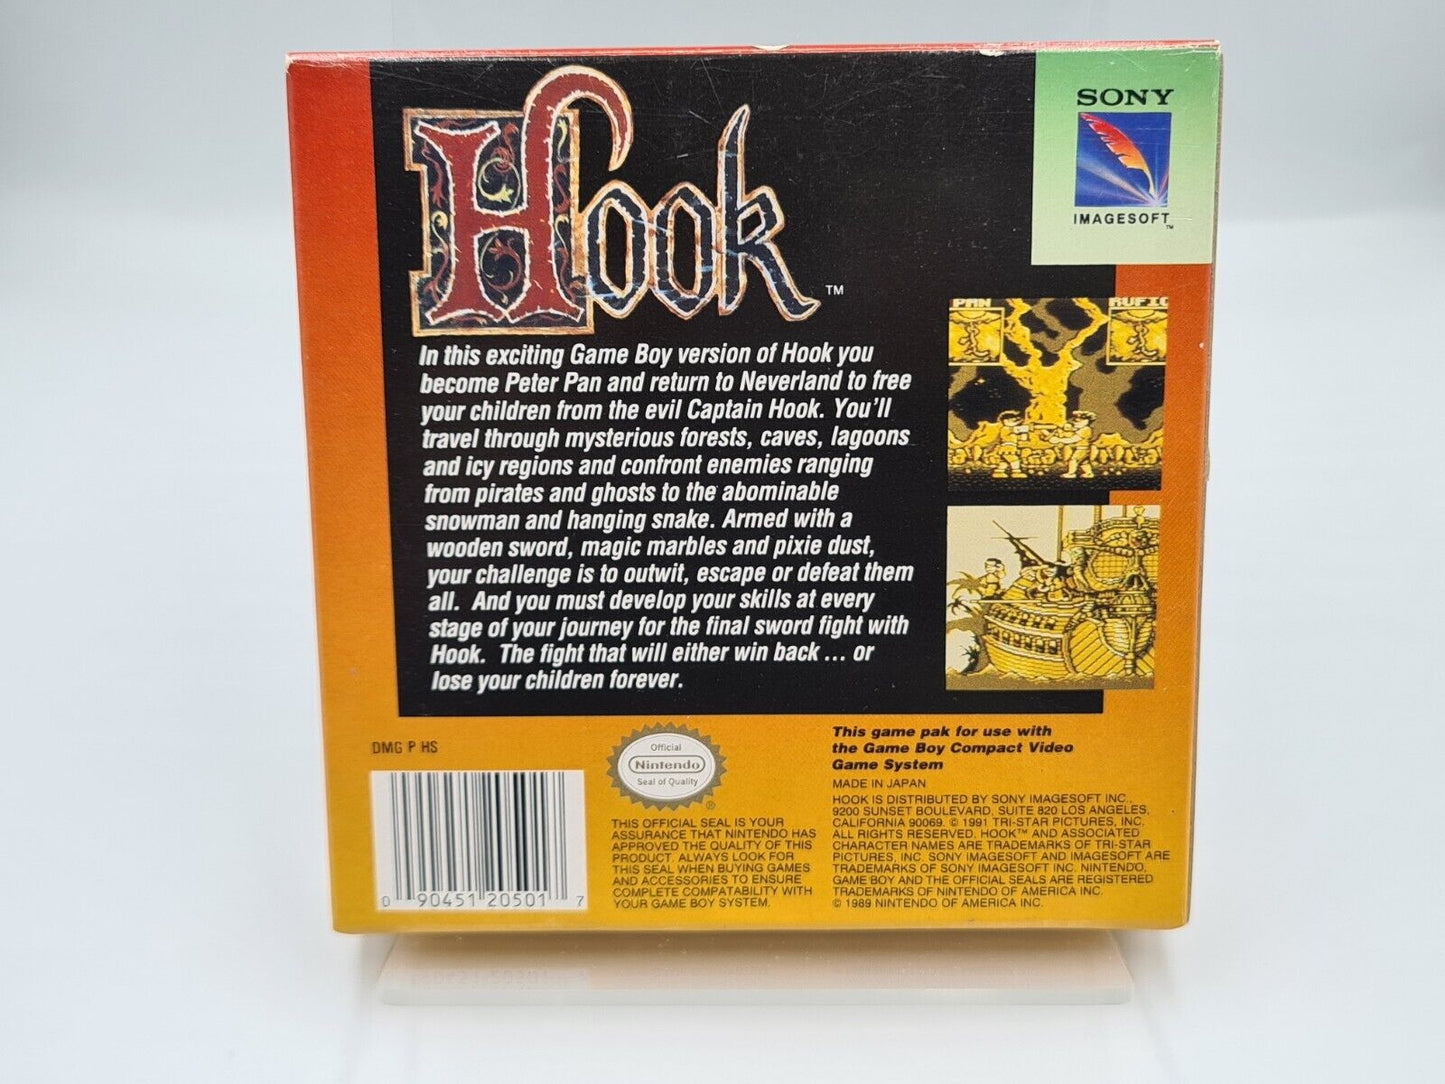 Hook™
SONY
IMAGESOFT™
In this exciting Game Boy version of Hook you
become Peter Pan and return to Neverland to free
your children from the evil Captain Hook. You'll
travel through mysterious forests, caves, lagoons
and icy regions and confront enemies ranging
from pirates and ghosts to the abominable
snowman and hanging snake. Armed with a
wooden sword, magic marbles and pixie dust,
your challenge is to outwit, escape or defeat them
all. And you must develop your skills at every
stage of your journey for the final sword fight with
Hook. The fight that will either win back ... or
lose your children forever.
PAN RUFIO
DMG P HS
0 90451 20501 7
Official
Nintendo
Seal of Quality
®
THIS OFFICIAL SEAL IS YOUR
ASSURANCE THAT NINTENDO HAS
APPROVED THE QUALITY OF THIS
PRODUCT. ALWAYS LOOK FOR
THIS SEAL WHEN BUYING GAMES
AND ACCESSORIES TO ENSURE
COMPLETE COMPATABILITY WITH
YOUR GAME BOY SYSTEM.
This game pak for use with
the Game Boy Compact Video
Game System
MADE IN JAPAN
HOOK IS DISTRIBUTED BY SONY IMAGESOFT INC.,
9200 SUNSET BOULEVARD, SUITE 820 LOS ANGELES,
CALIFORNIA 90069. © 1991 TRI-STAR PICTURES, INC.
ALL RIGHTS RESERVED. HOOK™ AND ASSOCIATED
CHARACTER NAMES ARE TRADEMARKS OF TRI-STAR
PICTURES, INC. SONY IMAGESOFT AND IMAGESOFT ARE
TRADEMARKS OF SONY IMAGESOFT INC. NINTENDO,
GAME BOY AND THE OFFICIAL SEALS ARE REGISTERED
TRADEMARKS OF NINTENDO OF AMERICA INC.
© 1989 NINTENDO OF AMERICA INC.